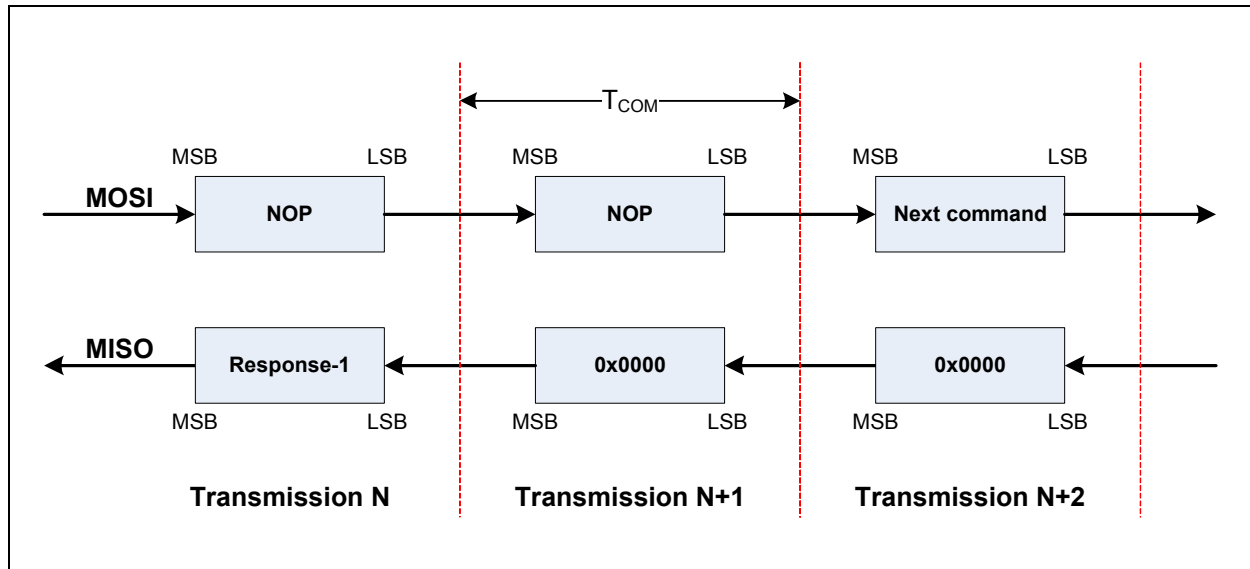 TCOM
MSB LSB MSB LSB MSB LSB
MOSI NOP NOP Next command
MISO Response-1 0x0000 0x0000
MSB LSB MSB LSB MSB LSB
Transmission N Transmission N+1 Transmission N+2